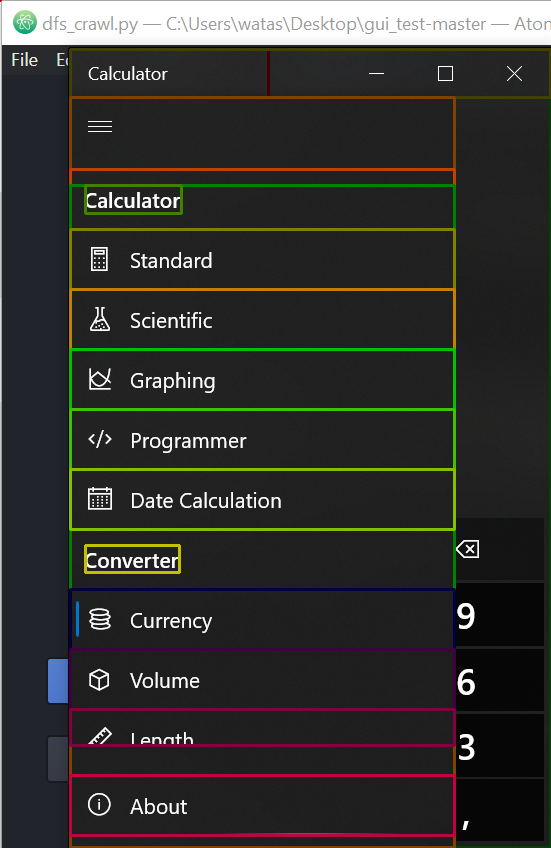 dfs_crawl.py — C:\Users\watas\Desktop\gui_test-master — Atom
File
Calculator
Calculator
Standard
Scientific
Graphing
Programmer
Date Calculation
Converter
Currency
9
Volume
6
Length
3
About
,